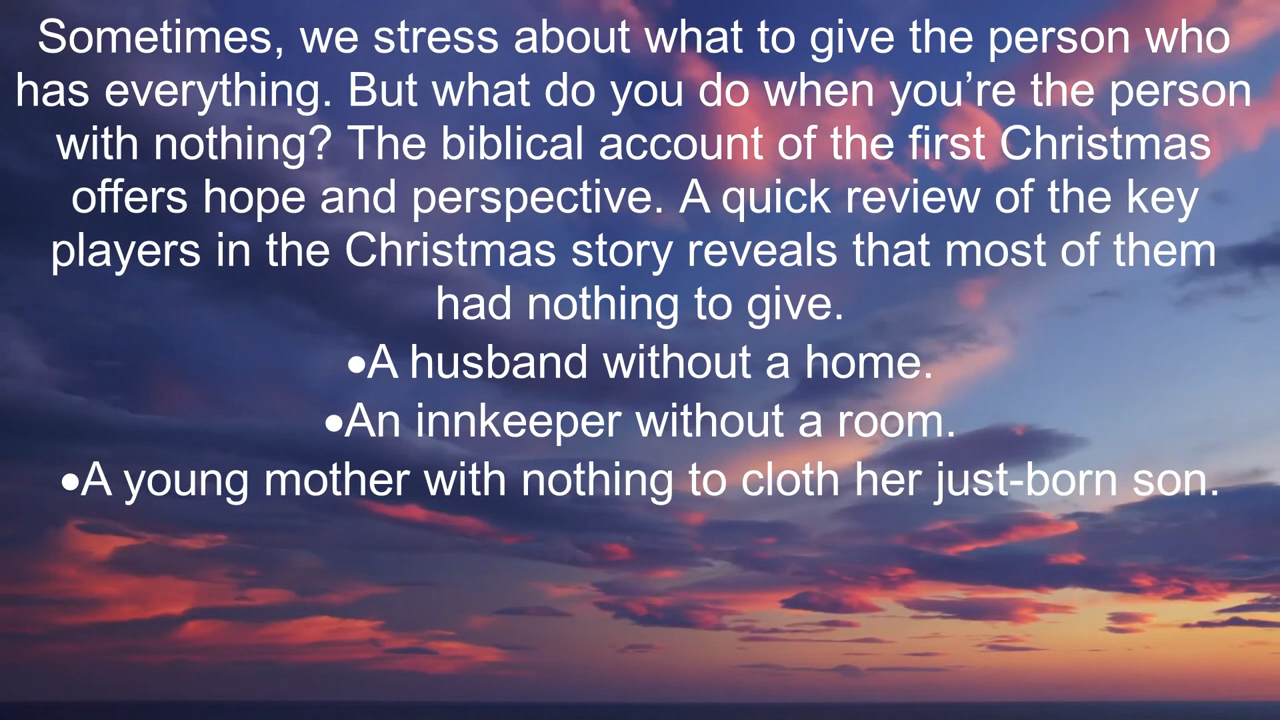 Sometimes, we stress about what to give the person who
has everything. But what do you do when you’re the person
with nothing? The biblical account of the first Christmas
offers hope and perspective. A quick review of the key
players in the Christmas story reveals that most of them
had nothing to give.
•A husband without a home.
•An innkeeper without a room.
•A young mother with nothing to cloth her just-born son.